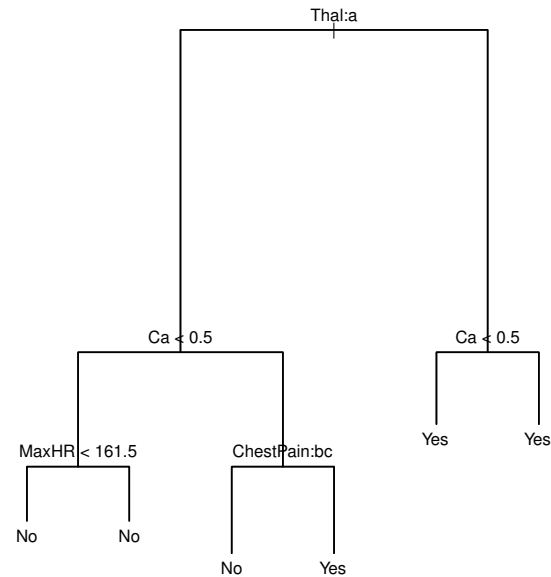 Thal:a
Ca < 0.5
Ca < 0.5
MaxHR < 161.5
ChestPain:bc
Yes
Yes
No
No
No
Yes